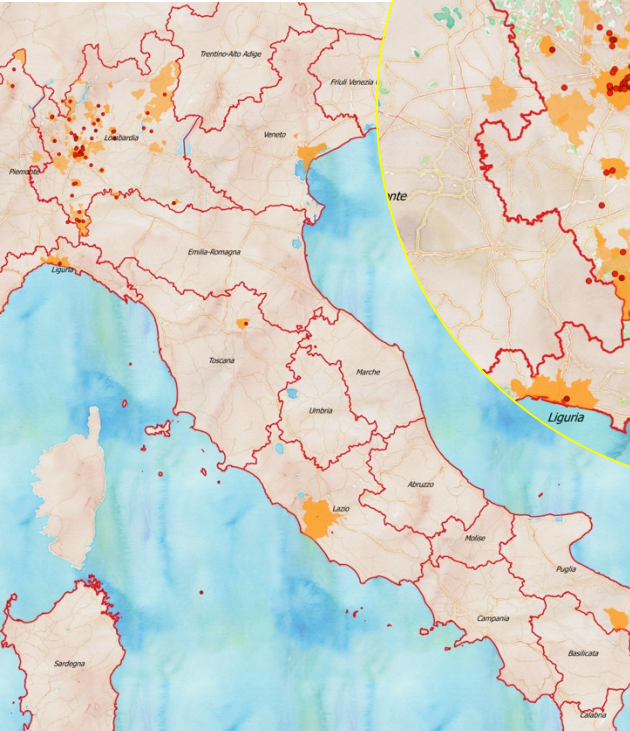 Trentino-Alto Adige
Friuli Venezia
Veneto
Lombardia
Piemonte
nte
Emilia-Romagna
Liguria
Toscana
Marche
Umbria
Liguria
Abruzzo
Lazio
Molise
Puglia
Campania
Basilicata
Sardegna
Calabria